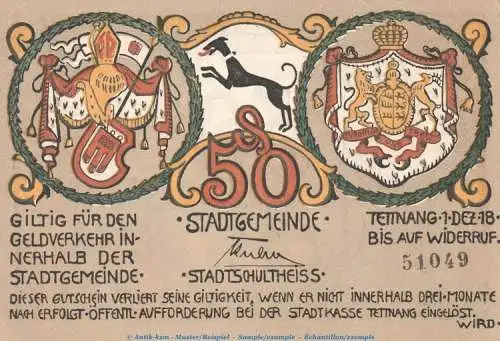 50
GILTIG FÜR DEN
GELDVERKEHR IN-
NERHALB DER
STADTGEMEINDE·
·STADTGEMEINDE·
·STADTSCHULTHEISS·
TETTNANG·1·DEZ·18·
BIS AUF WIDERRUF·
51049
DIESER GUTSCHEIN VERLIERT SEINE GILTIGKEIT, WENN ER NICHT INNERHALB DREI·MONATE
NACH ERFOLGT·ÖFFENTL·AUFFORDERUNG BEI DER STADTKASSE TETTNANG EINGELÖST·
WIRD·
© Antik-ksm - Muster/Beispiel - Sample/exemple - Echantillon/exemple